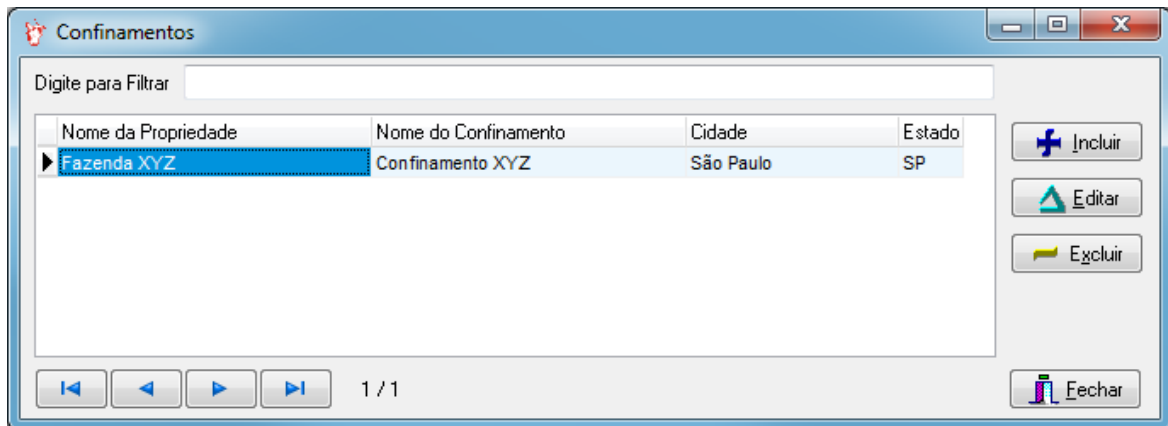 Confinamentos
Digite para Filtrar
Nome da Propriedade Nome do Confinamento Cidade Estado
Fazenda XYZ Confinamento XYZ São Paulo SP
Incluir
Editar
Excluir
1 / 1
Fechar